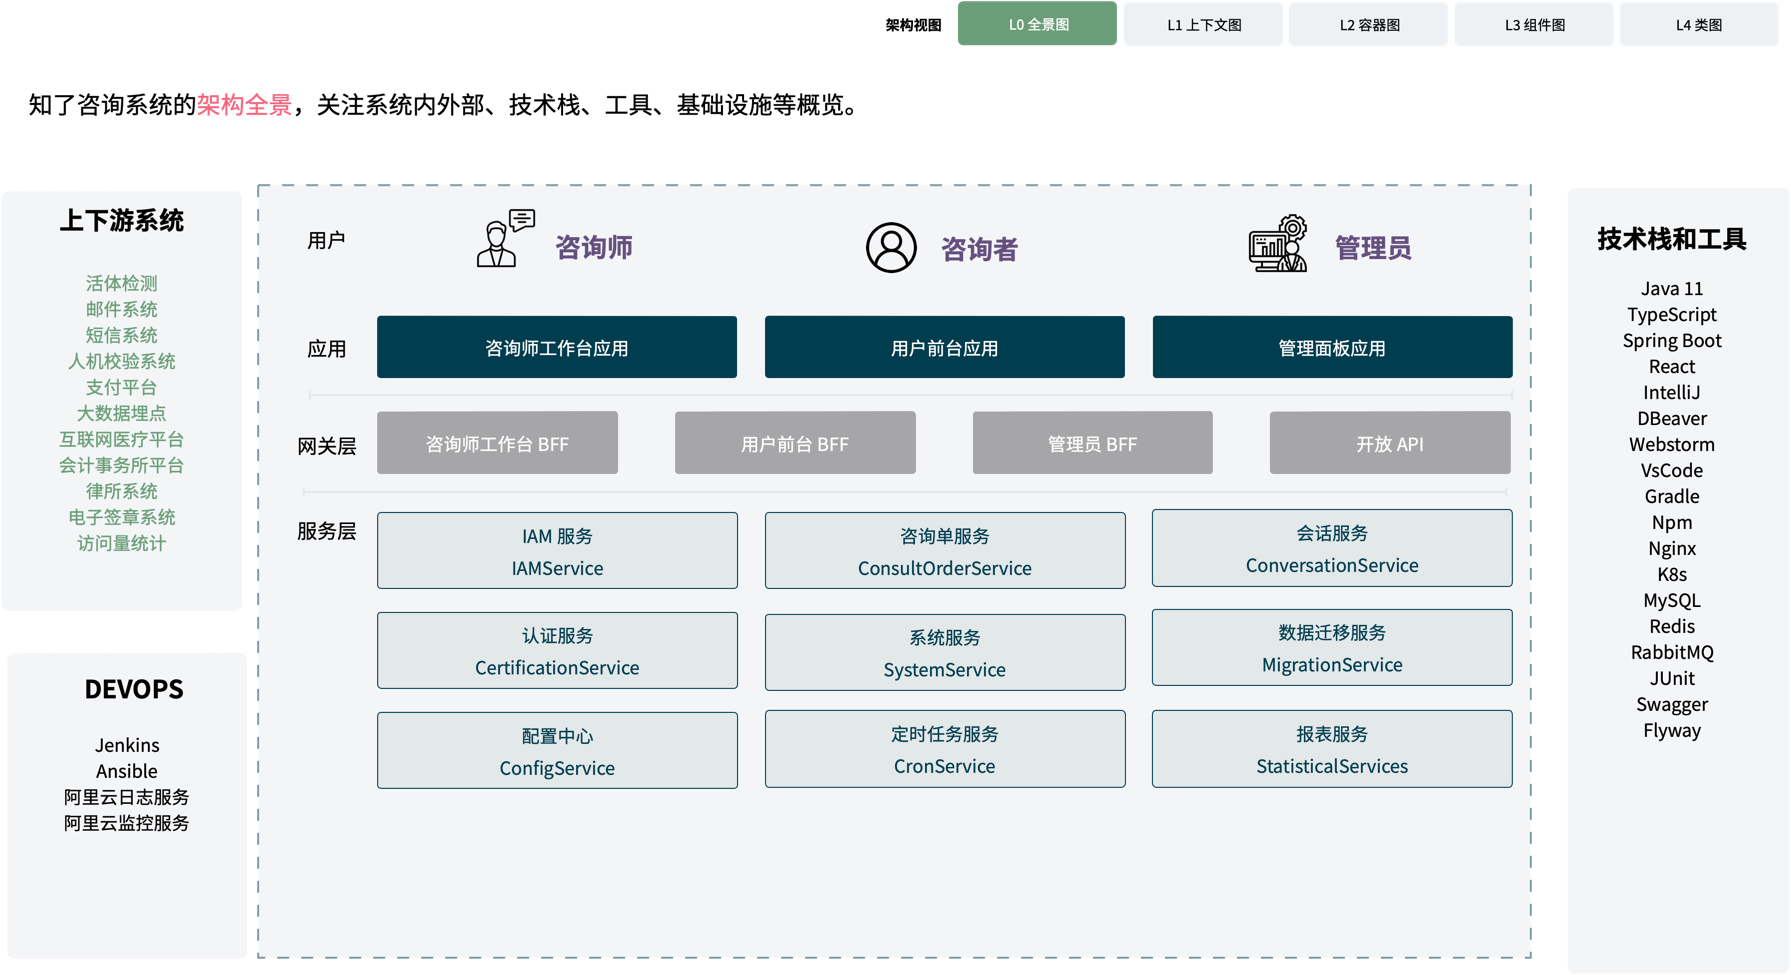 架构视图
L0 全景图
L1 上下文图
L2 容器图
L3 组件图
L4 类图
知了咨询系统的架构全景，关注系统内外部、技术栈、工具、基础设施等概览。
上下游系统
活体检测
邮件系统
短信系统
人机校验系统
支付平台
大数据埋点
互联网医疗平台
会计事务所平台
律所系统
电子签章系统
访问量统计
DEVOPS
Jenkins
Ansible
阿里云日志服务
阿里云监控服务
用户
咨询师
咨询者
管理员
应用
咨询师工作台应用
用户前台应用
管理面板应用
网关层
咨询师工作台 BFF
用户前台 BFF
管理员 BFF
开放 API
服务层
IAM 服务
IAMService
咨询单服务
ConsultOrderService
会话服务
ConversationService
认证服务
CertificationService
系统服务
SystemService
数据迁移服务
MigrationService
配置中心
ConfigService
定时任务服务
CronService
报表服务
StatisticalServices
技术栈和工具
Java 11
TypeScript
Spring Boot
React
IntelliJ
DBeaver
Webstorm
VsCode
Gradle
Npm
Nginx
K8s
MySQL
Redis
RabbitMQ
JUnit
Swagger
Flyway